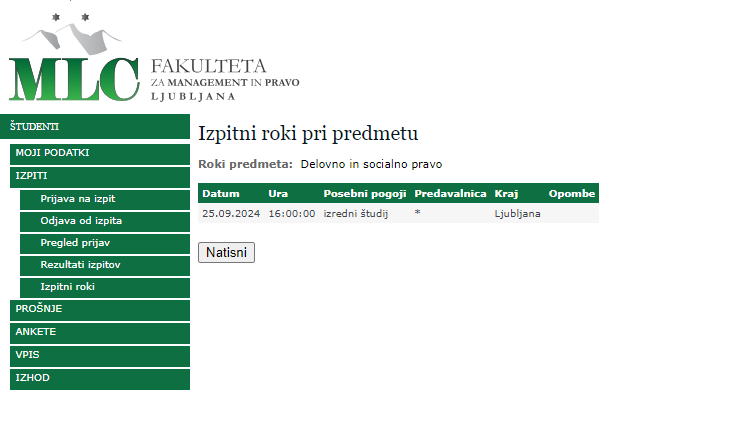 MLC FAKULTETA
ZA MANAGEMENT IN PRAVO
LJUBLJANA
ŠTUDENTI
MOJI PODATKI
IZPITI
Prijava na izpit
Odjava od izpita
Pregled prijav
Rezultati izpitov
Izpitni roki
PROŠNJE
ANKETE
VPIS
IZHOD
Izpitni roki pri predmetu
Roki predmeta: Delovno in socialno pravo
Datum Ura Posebni pogoji Predavalnica Kraj Opombe
25.09.2024 16:00:00 izredni študij * Ljubljana
Natisni